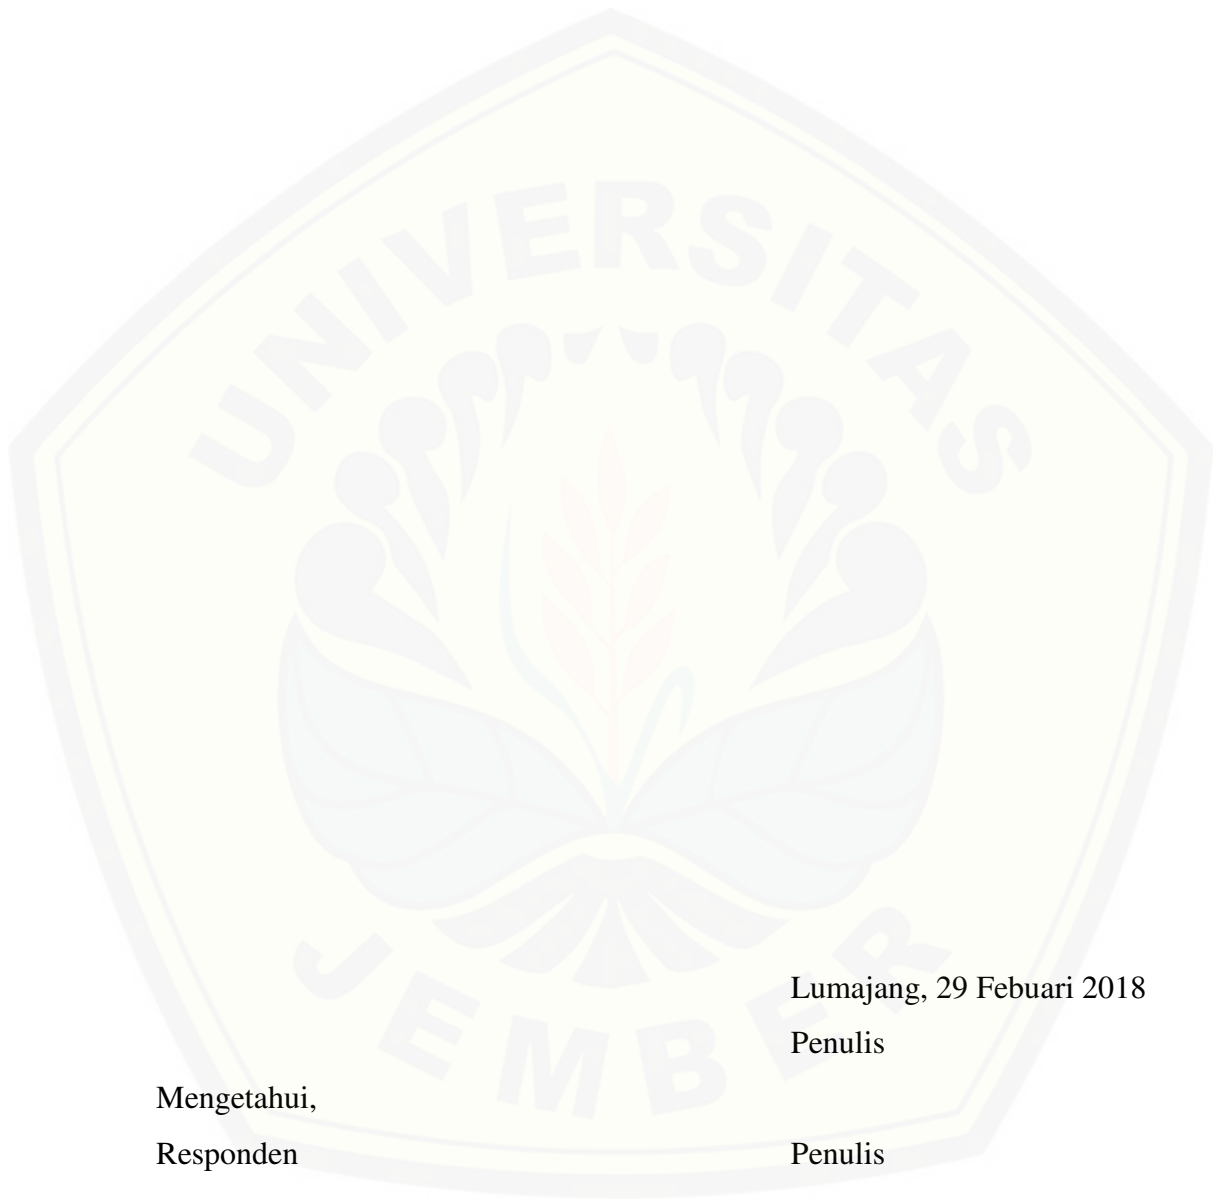 UNIVERSITAS
JEMBER
Lumajang, 29 Febuari 2018
Penulis
Mengetahui,
Responden Penulis